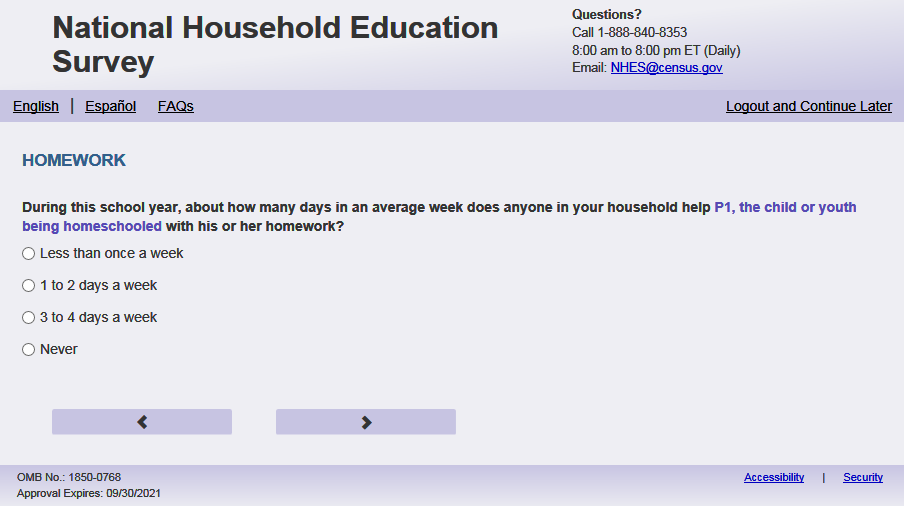 National Household Education
Survey
Questions?
Call 1-888-840-8353
8:00 am to 8:00 pm ET (Daily)
Email: NHES@census.gov
English | Español FAQs
Logout and Continue Later
HOMEWORK
During this school year, about how many days in an average week does anyone in your household help P1, the child or youth
being homeschooled with his or her homework?
Less than once a week
1 to 2 days a week
3 to 4 days a week
Never
OMB No.: 1850-0768
Approval Expires: 09/30/2021
Accessibility | Security